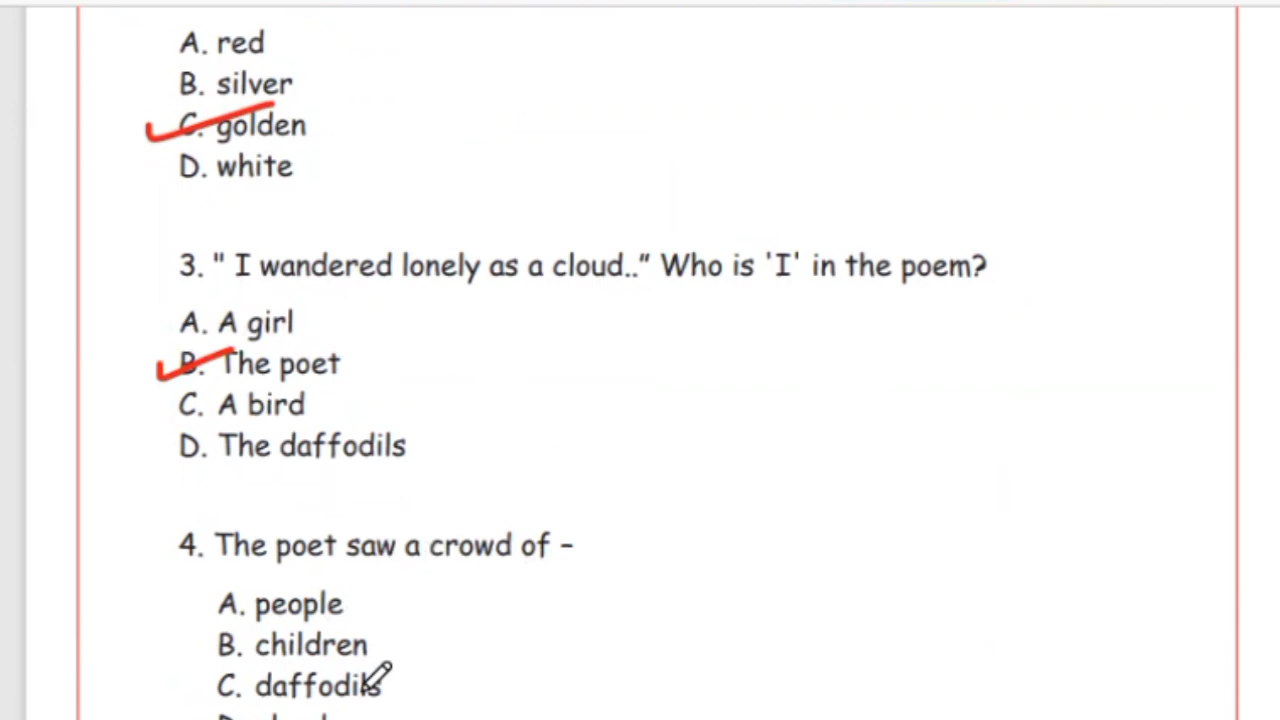 A. red
B. silver
C. golden
D. white
3. " I wandered lonely as a cloud.." Who is 'I' in the poem?
A. A girl
B. The poet
C. A bird
D. The daffodils
4. The poet saw a crowd of -
A. people
B. children
C. daffodils